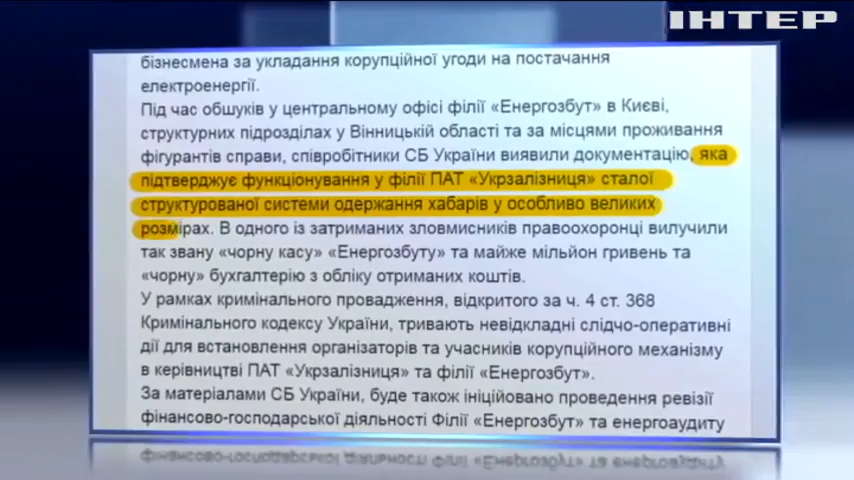 ІНТЕР
бізнесмена за укладання корупційної угоди на постачання
електроенергії.
Під час обшуків у центральному офісі філії «Енергозбут» в Києві,
структурних підрозділах у Вінницькій області та за місцями проживання
фігурантів справи, співробітники СБ України виявили документацію, яка
підтверджує функціонування у філії ПАТ «Укрзалізниця» сталої
структурованої системи одержання хабарів у особливо великих
розмірах. В одного із затриманих зловмисників правоохоронці вилучили
так звану «чорну касу» «Енергозбуту» та майже мільйон гривень та
«чорну» бухгалтерію з обліку отриманих коштів.
У рамках кримінального провадження, відкритого за ч. 4 ст. 368
Кримінального кодексу України, тривають невідкладні слідчо-оперативні
дії для встановлення організаторів та учасників корупційного механізму
в керівництві ПАТ «Укрзалізниця» та філії «Енергозбут».
За матеріалами СБ України, буде також ініційовано проведення ревізії
фінансово-господарської діяльності Філії «Енергозбут» та енергоаудиту